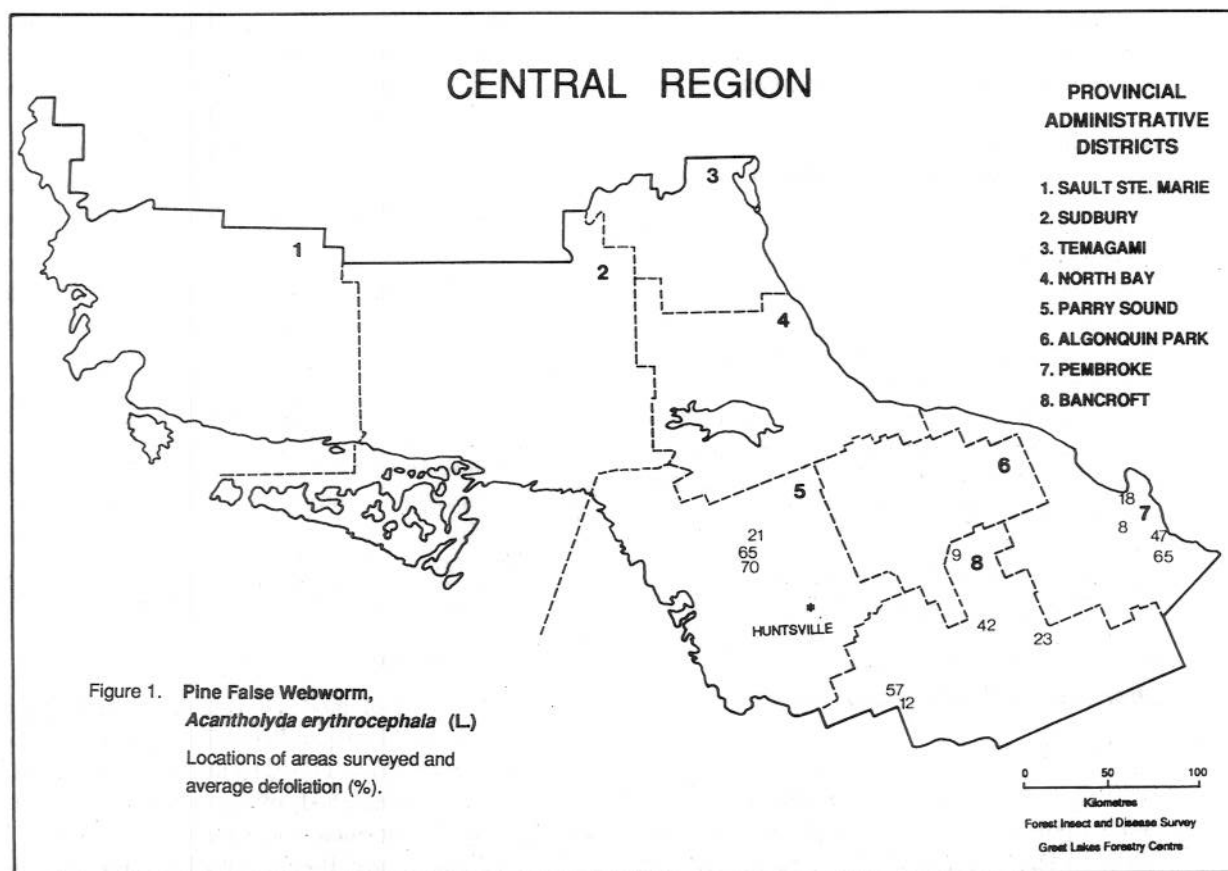 CENTRAL REGION
PROVINCIAL
ADMINISTRATIVE
DISTRICTS
1. SAULT STE. MARIE
2. SUDBURY
3. TEMAGAMI
4. NORTH BAY
5. PARRY SOUND
6. ALGONQUIN PARK
7. PEMBROKE
8. BANCROFT
3
1
2
4
6
5
18
7
8
47
65
21
65
70
9
8
HUNTSVILLE
42
23
57
12
Figure 1. Pine False Webworm,
Acantholyda erythrocephala (L.)
Locations of areas surveyed and
average defoliation (%).
0 50 100
Kilometres
Forest Insect and Disease Survey
Great Lakes Forestry Centre